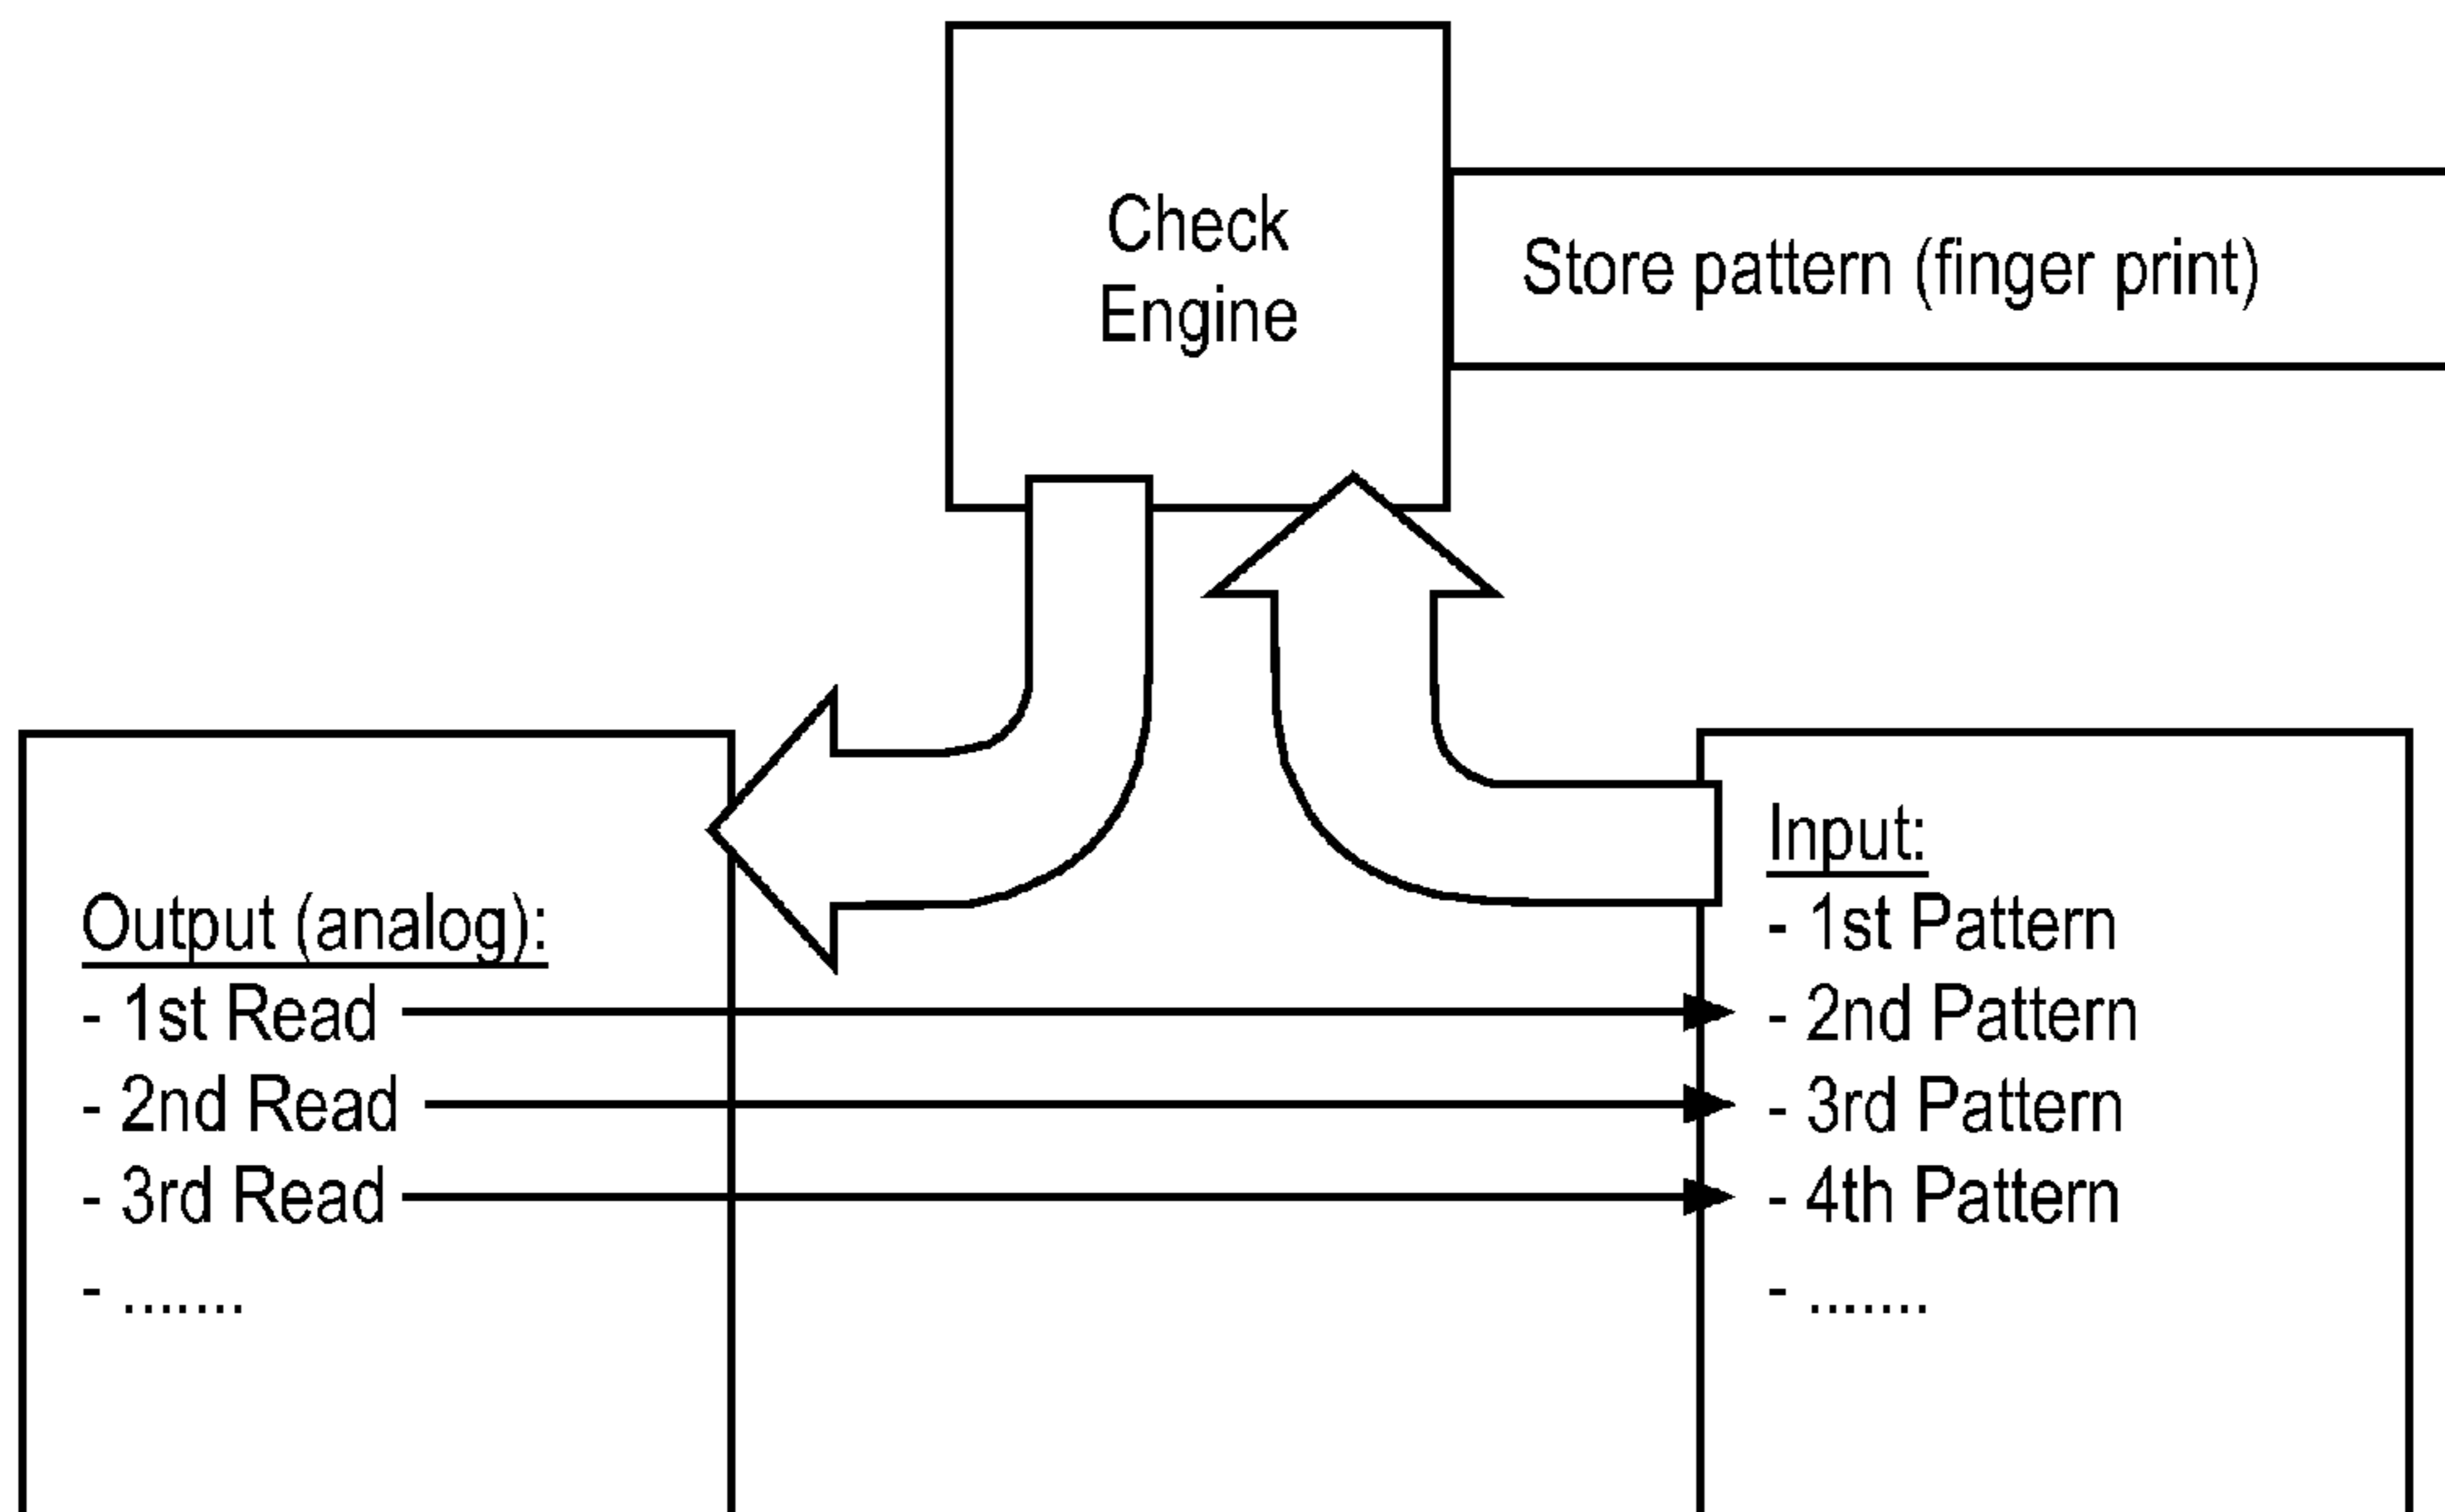 Check
Engine
Store pattern (finger print)
Output (analog):
- 1st Read
- 2nd Read
- 3rd Read
- .......
Input:
- 1st Pattern
- 2nd Pattern
- 3rd Pattern
- 4th Pattern
- .......